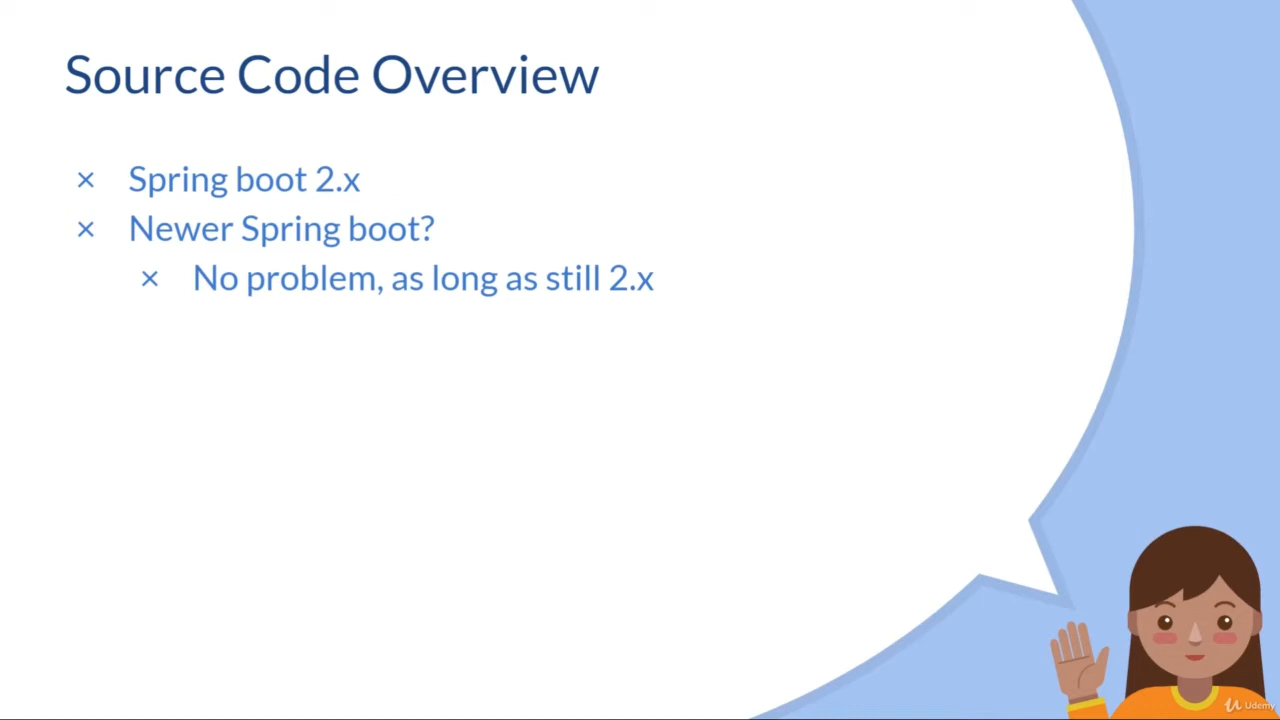 Source Code Overview
× Spring boot 2.x
× Newer Spring boot?
× No problem, as long as still 2.x
Udemy